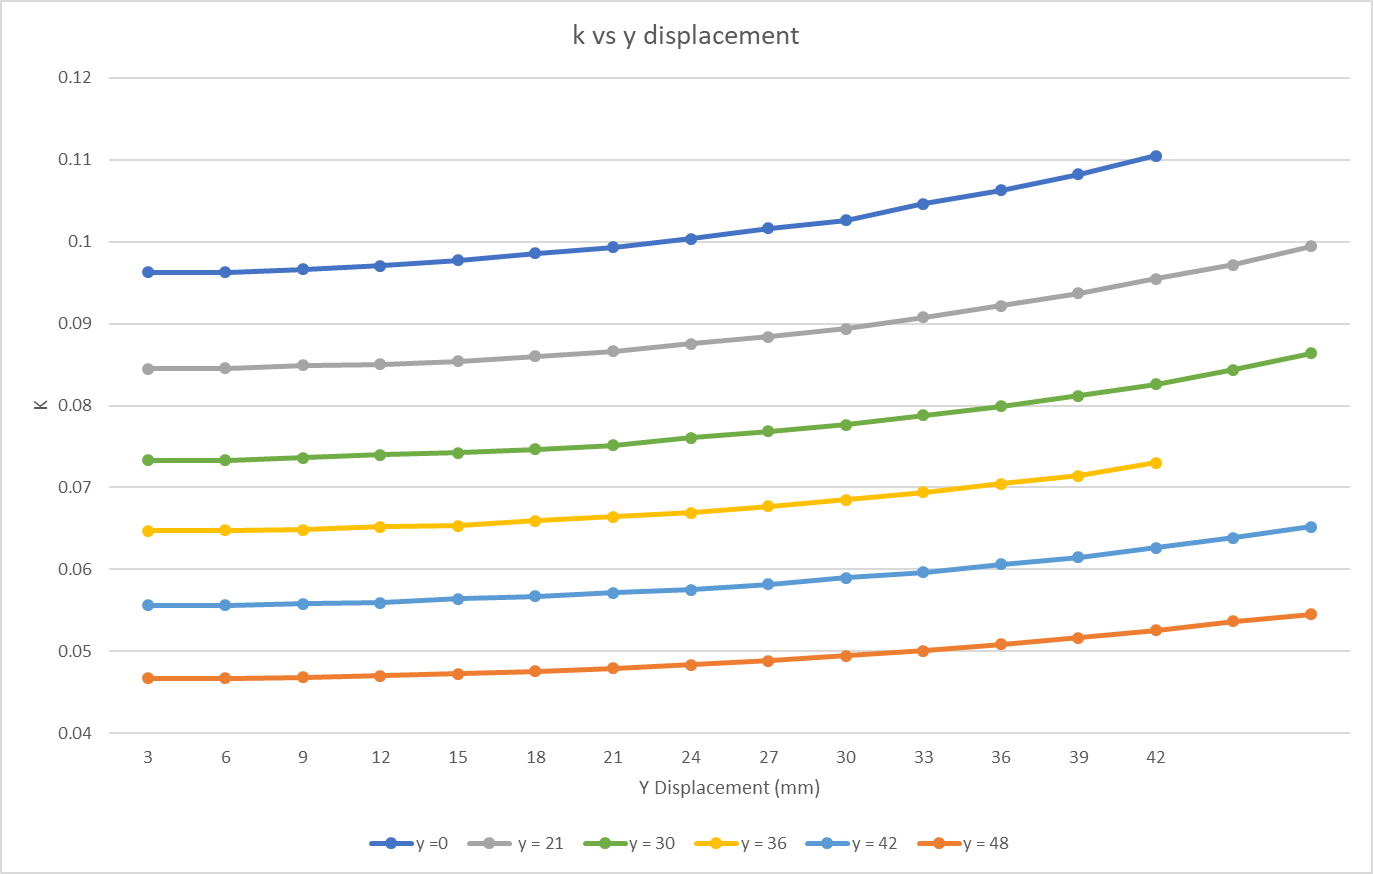 k vs y displacement
0.12
0.11
0.1
0.09
0.08
0.07
0.06
0.05
0.04
K
3 6 9 12 15 18 21 24 27 30 33 36 39 42
Y Displacement (mm)
y =0 y = 21 y = 30 y = 36 y = 42 y = 48